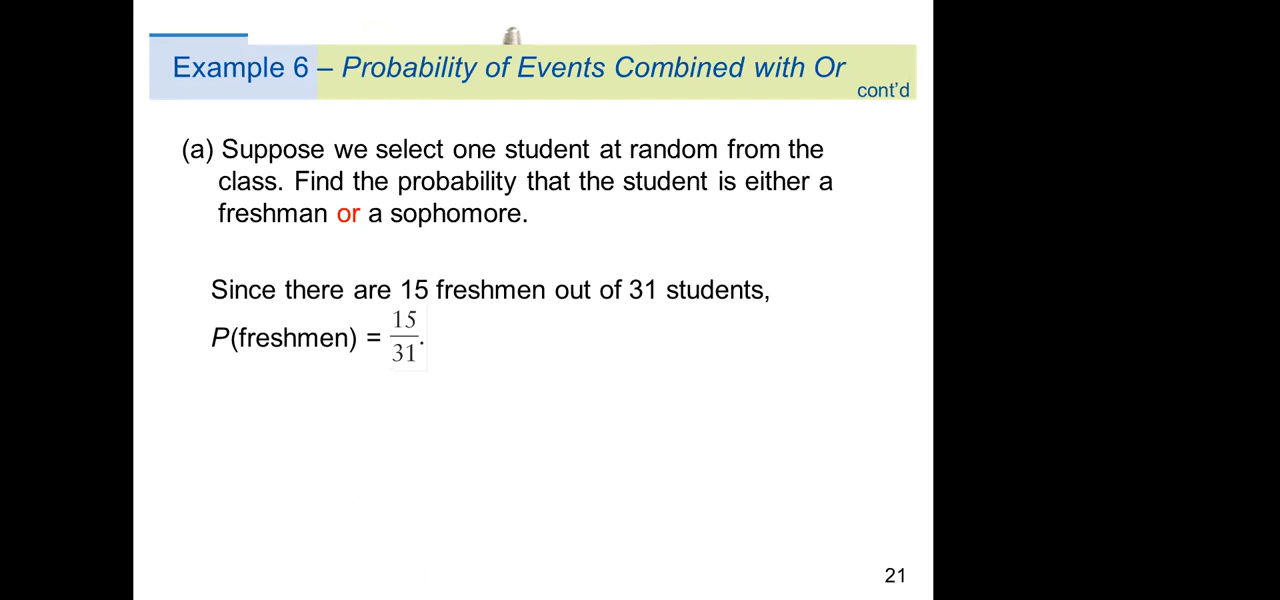 Example 6 – Probability of Events Combined with Or
cont'd
(a) Suppose we select one student at random from the
class. Find the probability that the student is either a
freshman or a sophomore.
Since there are 15 freshmen out of 31 students,
P(freshmen) = 15/31.
21